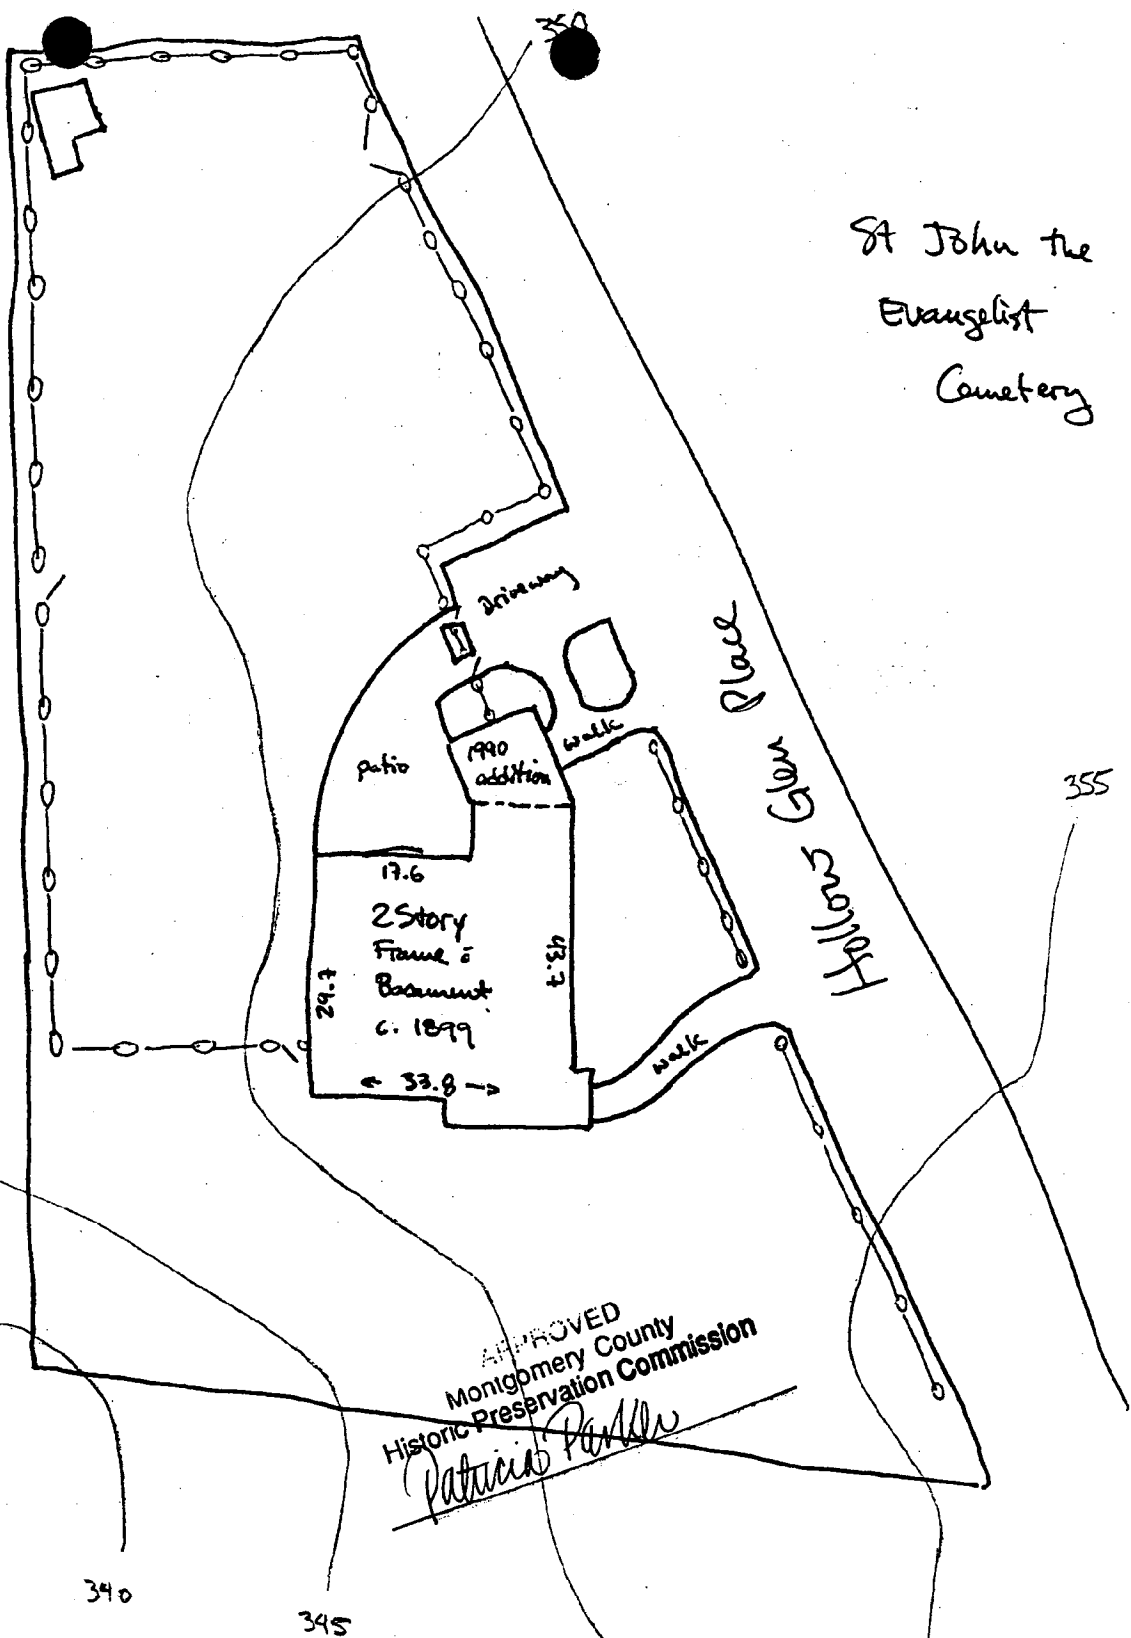 350
St John the
Evangelist
Cemetery
Driveway
Hollow Glen Place
walk
1990
addition
patio
355
17.6
2 Story
Frame c̄
Basement
c. 1899
29.7
43.7
← 33.8 →
walk
APPROVED
Montgomery County
Historic Preservation Commission
Patricia Parker
340
345